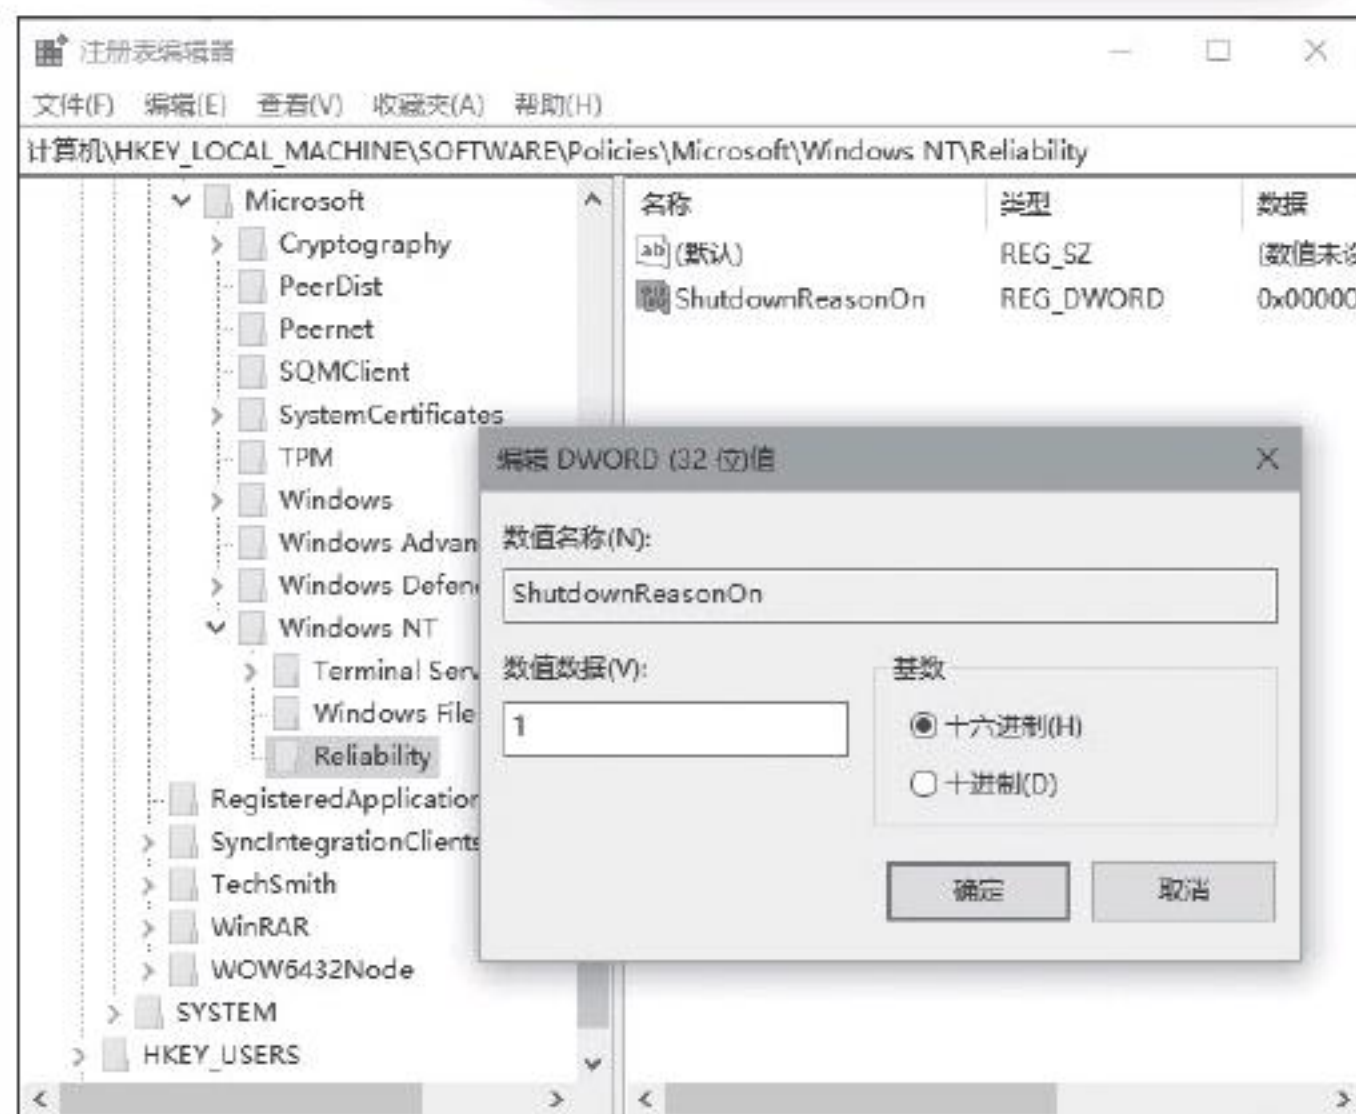 注册表编辑器
文件(F) 编辑(E) 查看(V) 收藏夹(A) 帮助(H)
计算机\HKEY_LOCAL_MACHINE\SOFTWARE\Policies\Microsoft\Windows NT\Reliability
Microsoft
Cryptography
PeerDist
Peernet
SQMClient
SystemCertificates
TPM
Windows
Windows Advan
Windows Defen
Windows NT
Terminal Serv
Windows File
Reliability
RegisteredApplication
SyncIntegrationClients
TechSmith
WinRAR
WOW6432Node
SYSTEM
HKEY_USERS
名称 类型 数据
ab (默认) REG_SZ (数值未设
ShutdownReasonOn REG_DWORD 0x00000
编辑 DWORD (32 位)值
数值名称(N):
ShutdownReasonOn
数值数据(V):
1
基数
十六进制(H)
十进制(D)
确定 取消